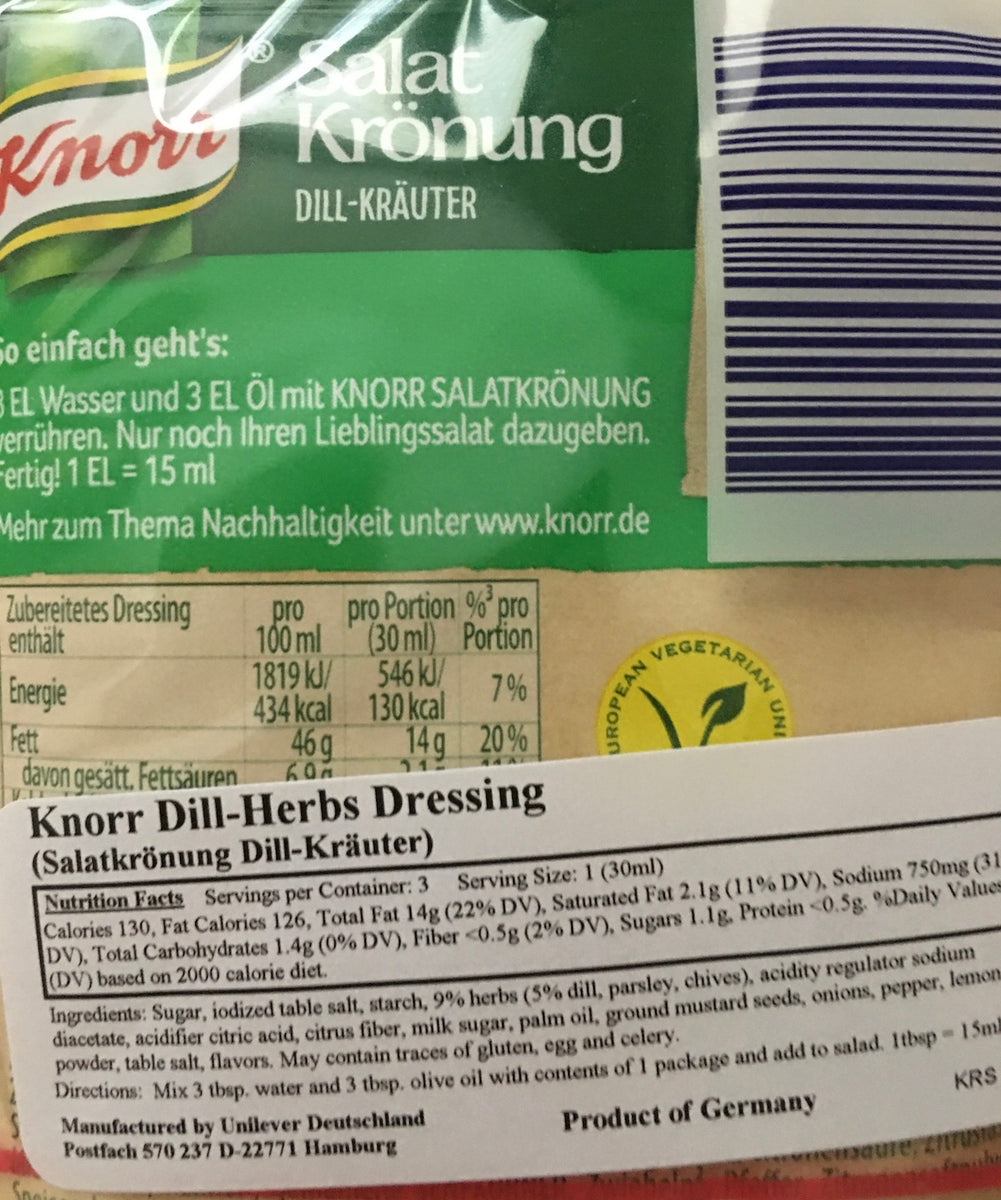 Knorr®
Salat
Krönung
DILL-KRÄUTER
So einfach geht's:
3 EL Wasser und 3 EL Öl mit KNORR SALATKRÖNUNG
verrühren. Nur noch Ihren Lieblingssalat dazugeben.
Fertig! 1 EL = 15 ml
Mehr zum Thema Nachhaltigkeit unter www.knorr.de
Zubereitetes Dressing enthält pro 100 ml pro Portion (30 ml) %³ pro Portion
Energie 1819 kJ/ 434 kcal 546 kJ/ 130 kcal 7%
Fett 46 g 14 g 20%
davon gesätt. Fettsäuren 6,9 g
EUROPEAN VEGETARIAN UNI
Knorr Dill-Herbs Dressing
(Salatkrönung Dill-Kräuter)
Nutrition Facts Servings per Container: 3 Serving Size: 1 (30ml)
Calories 130, Fat Calories 126, Total Fat 14g (22% DV), Saturated Fat 2.1g (11% DV), Sodium 750mg (31
DV), Total Carbohydrates 1.4g (0% DV), Fiber <0.5g (2% DV), Sugars 1.1g, Protein <0.5g. %Daily Values
(DV) based on 2000 calorie diet.
Ingredients: Sugar, iodized table salt, starch, 9% herbs (5% dill, parsley, chives), acidity regulator sodium
diacetate, acidifier citric acid, citrus fiber, milk sugar, palm oil, ground mustard seeds, onions, pepper, lemon
powder, table salt, flavors. May contain traces of gluten, egg and celery.
Directions: Mix 3 tbsp. water and 3 tbsp. olive oil with contents of 1 package and add to salad. 1tbsp = 15ml
KRS
Manufactured by Unilever Deutschland
Postfach 570 237 D-22771 Hamburg
Product of Germany